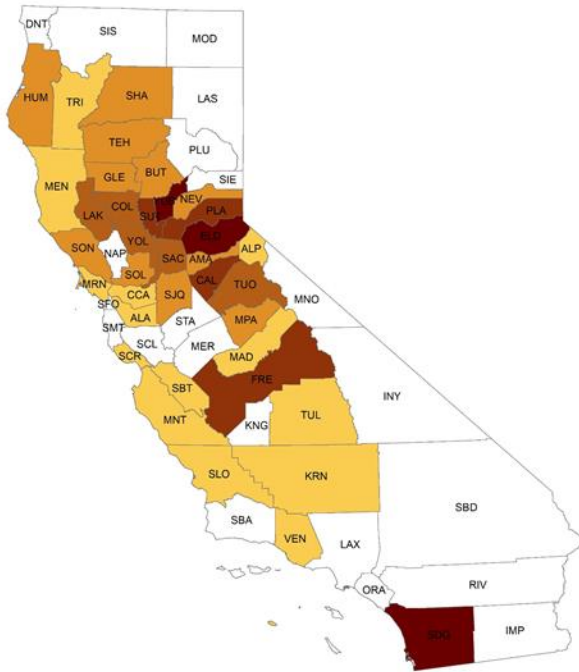 DNT
SIS
MOD
HUM
TRI
SHA
LAS
TEH
PLU
GLE
BUT
SIE
MEN
NEV
COL
LAK
SUT
PLA
ELD
YOL
ALP
SON
NAP
SAC
AMA
SOL
CAL
TUO
MRN
CCA
SJQ
MNO
SFO
ALA
STA
MPA
SMT
SCL
MER
SCR
MAD
SBT
FRE
INY
MNT
KNG
TUL
SLO
KRN
SBA
SBD
VEN
LAX
ORA
RIV
SDG
IMP